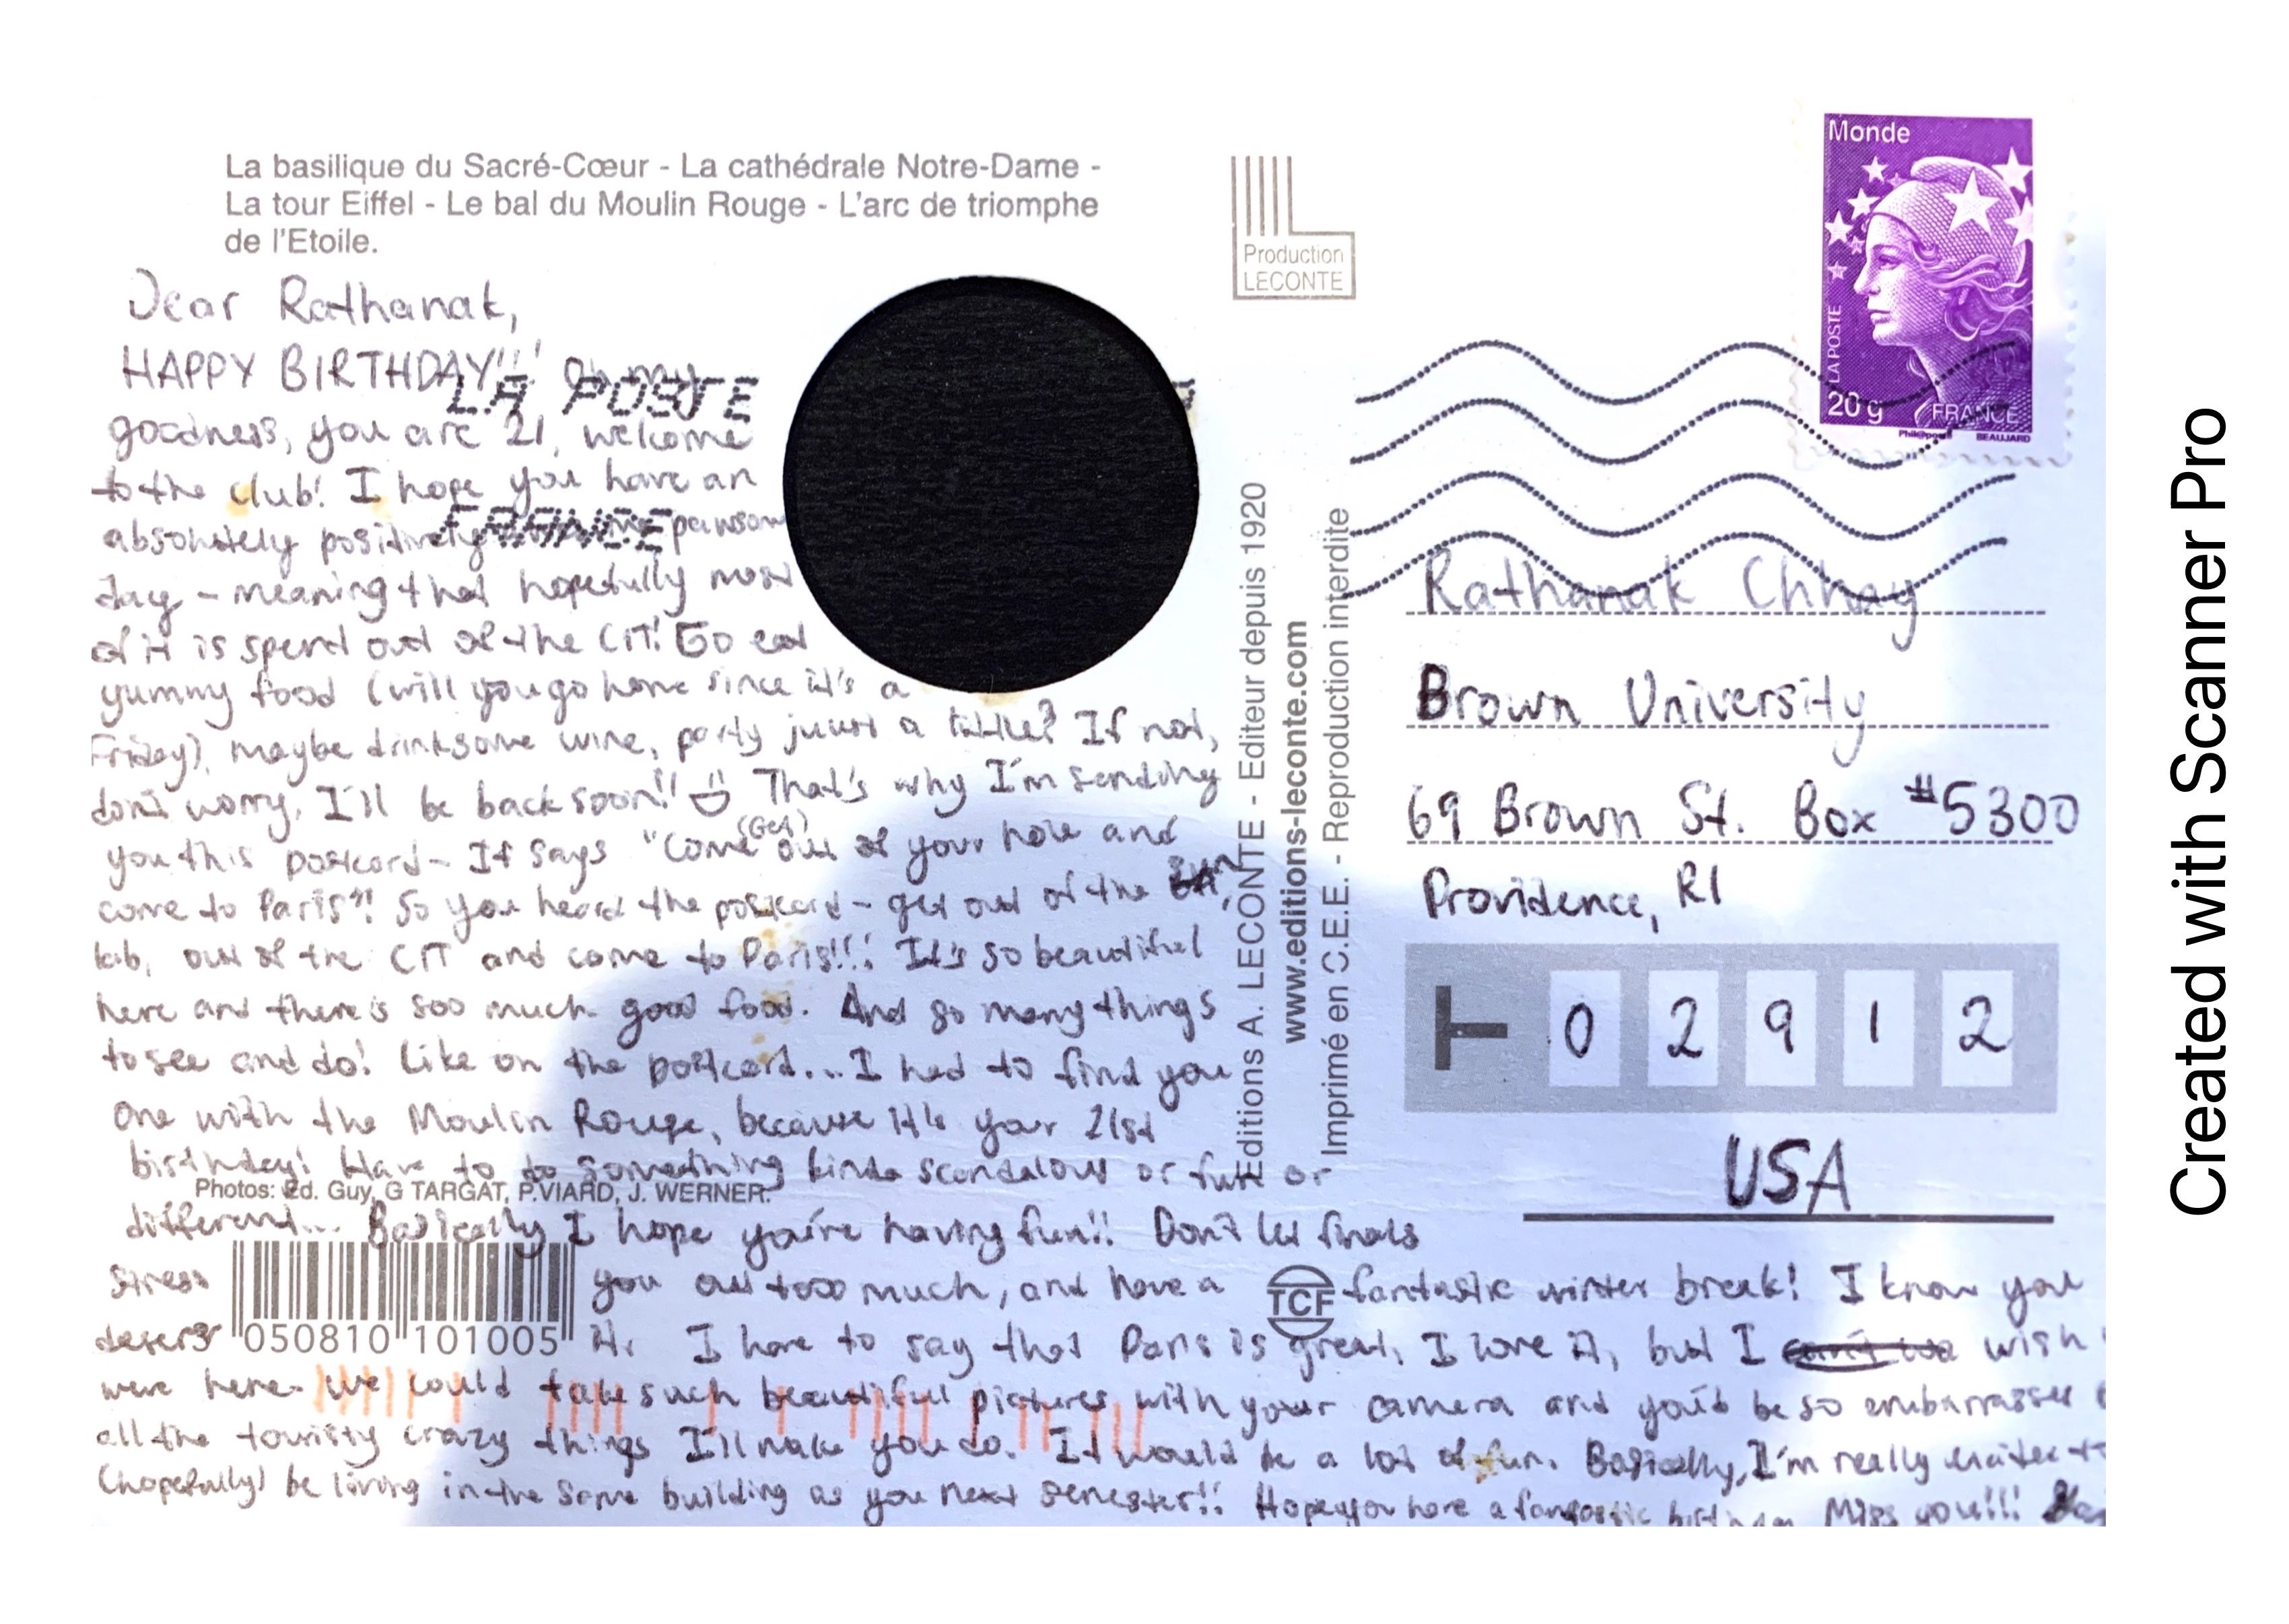 La basilique du Sacré-Cœur - La cathédrale Notre-Dame -
La tour Eiffel - Le bal du Moulin Rouge - L'arc de triomphe
de l'Etoile.
Dear Rathanak,
HAPPY BIRTHDAY!!! Oh my
goodness, you are 21, welcome
to the club! I hope you have an
absolutely positively pawsom
day - meaning that hopefully most
of it is spend out of the CIT! Go eat
yummy food (will you go home since it's a
Friday), maybe drink some wine, party juust a little? If not,
don't worry, I'll be back soon!! That's why I'm sending
you this postcard - It says "Come (Get) out of your hole and
come to Paris"! So you heard the postcard - get out of the
lab, out of the CIT and come to Paris!!! It's so beautiful
here and there is soo much good food. And so many things
to see and do! Like on the postcard... I had to find you
one with the Moulin Rouge, because it's your 21st
birthday! Have to do something kinda scandalous or fun or
different... Basically I hope you're having fun!! Don't let finals
stress you out tooo much, and have a fantastic winter break! I know you
deserve it. I have to say that Paris is great, I love it, but I wish
were here. We could take such beautiful pictures with your camera and you'd be so embarrassed
all the touristy crazy things I'll make you do. It would be a lot of fun. Basically, I'm really excited to
(hopefully) be living in the same building as you next semester!! Hope you have a fantastic birthday Miss you!!!
LA POSTE
FRANCE
Photos: Ed. Guy, G TARGAT, P.VIARD, J. WERNER.
050810 101005
Production
LECONTE
Editions A. LECONTE - Editeur depuis 1920
www.editions-leconte.com
Imprimé en C.E.E. - Reproduction interdite
TCF
Monde
LA POSTE
20 g FRANCE
Phil@poste BEAUJARD
Rathanak Chhay
Brown University
69 Brown St. Box #5300
Providence, RI
02912
USA
Created with Scanner Pro